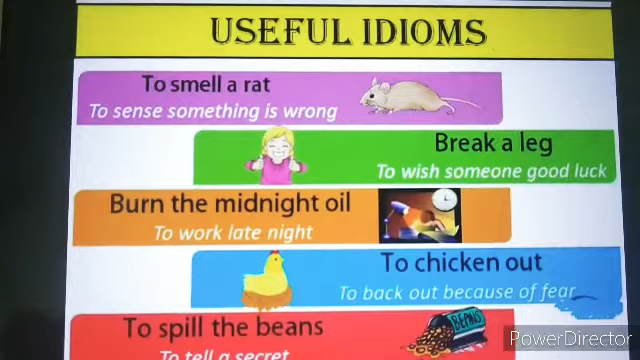 USEFUL IDIOMS
To smell a rat
To sense something is wrong
Break a leg
To wish someone good luck
Burn the midnight oil
To work late night
To chicken out
To back out because of fear
To spill the beans
BEANS
To tell a secret
PowerDirector